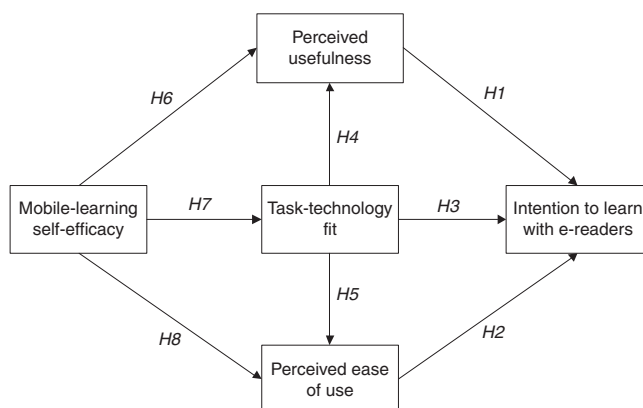 Perceived
usefulness
H6
H1
H4
Mobile-learning
self-efficacy
H7
Task-technology
fit
H3
Intention to learn
with e-readers
H5
H8
H2
Perceived ease
of use